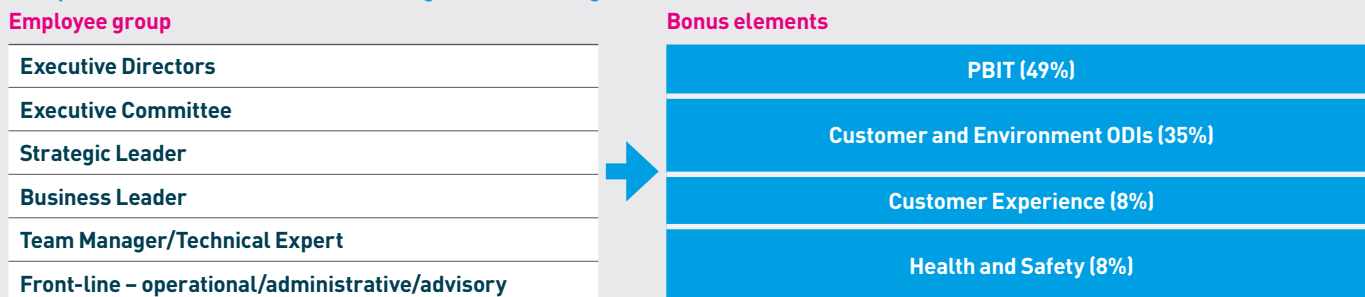 Employee group
Executive Directors
Executive Committee
Strategic Leader
Business Leader
Team Manager/Technical Expert
Front-line – operational/administrative/advisory
Bonus elements
PBIT (49%)
Customer and Environment ODIs (35%)
Customer Experience (8%)
Health and Safety (8%)